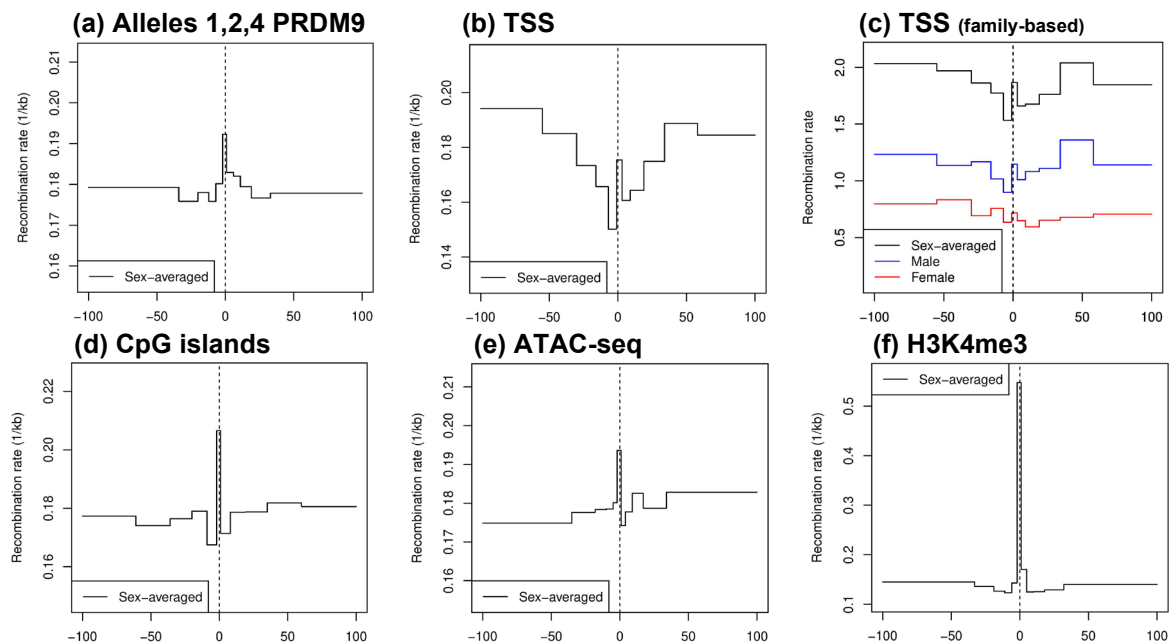 (a) Alleles 1,2,4 PRDM9
Recombination rate (1/kb)
0.21
0.20
0.19
0.18
0.17
0.16
Sex−averaged
−100 −50 0 50 100
(b) TSS
Recombination rate (1/kb)
0.20
0.18
0.16
0.14
Sex−averaged
−100 −50 0 50 100
(c) TSS (family-based)
Recombination rate
2.0
1.5
1.0
0.5
Sex−averaged
Male
Female
−100 −50 0 50 100
(d) CpG islands
Recombination rate (1/kb)
0.22
0.20
0.18
0.16
Sex−averaged
−100 −50 0 50 100
(e) ATAC-seq
Recombination rate (1/kb)
0.21
0.20
0.19
0.18
0.17
0.16
Sex−averaged
−100 −50 0 50 100
(f) H3K4me3
Sex−averaged
Recombination rate (1/kb)
0.5
0.4
0.3
0.2
0.1
−100 −50 0 50 100